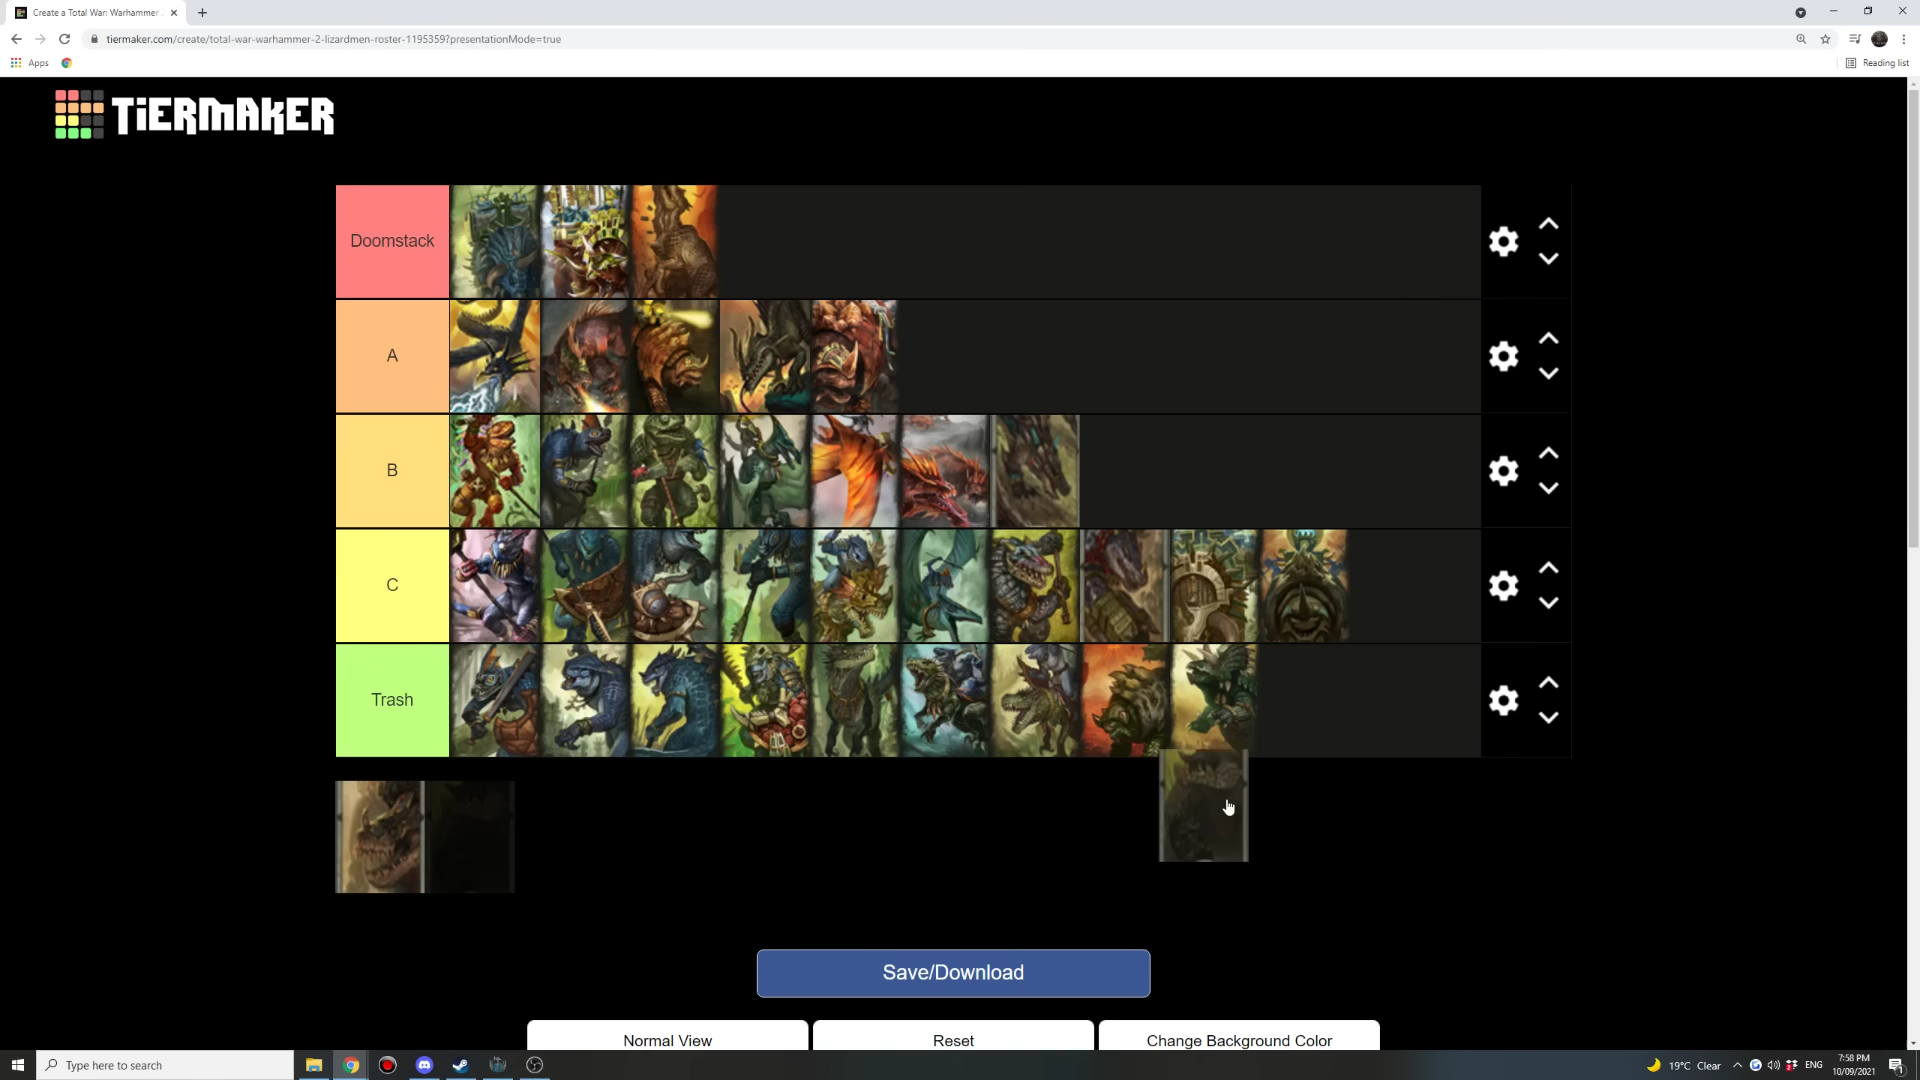 Create a Total War: Warhammer
tiermaker.com/create/total-war-warhammer-2-lizardmen-roster-1195359?presentationMode=true
Apps
Reading list
TiERMAKER
Doomstack
A
B
C
Trash
Save/Download
Normal View
Reset
Change Background Color
Type here to search
19°C Clear
ENG
7:58 PM
10/09/2021
1